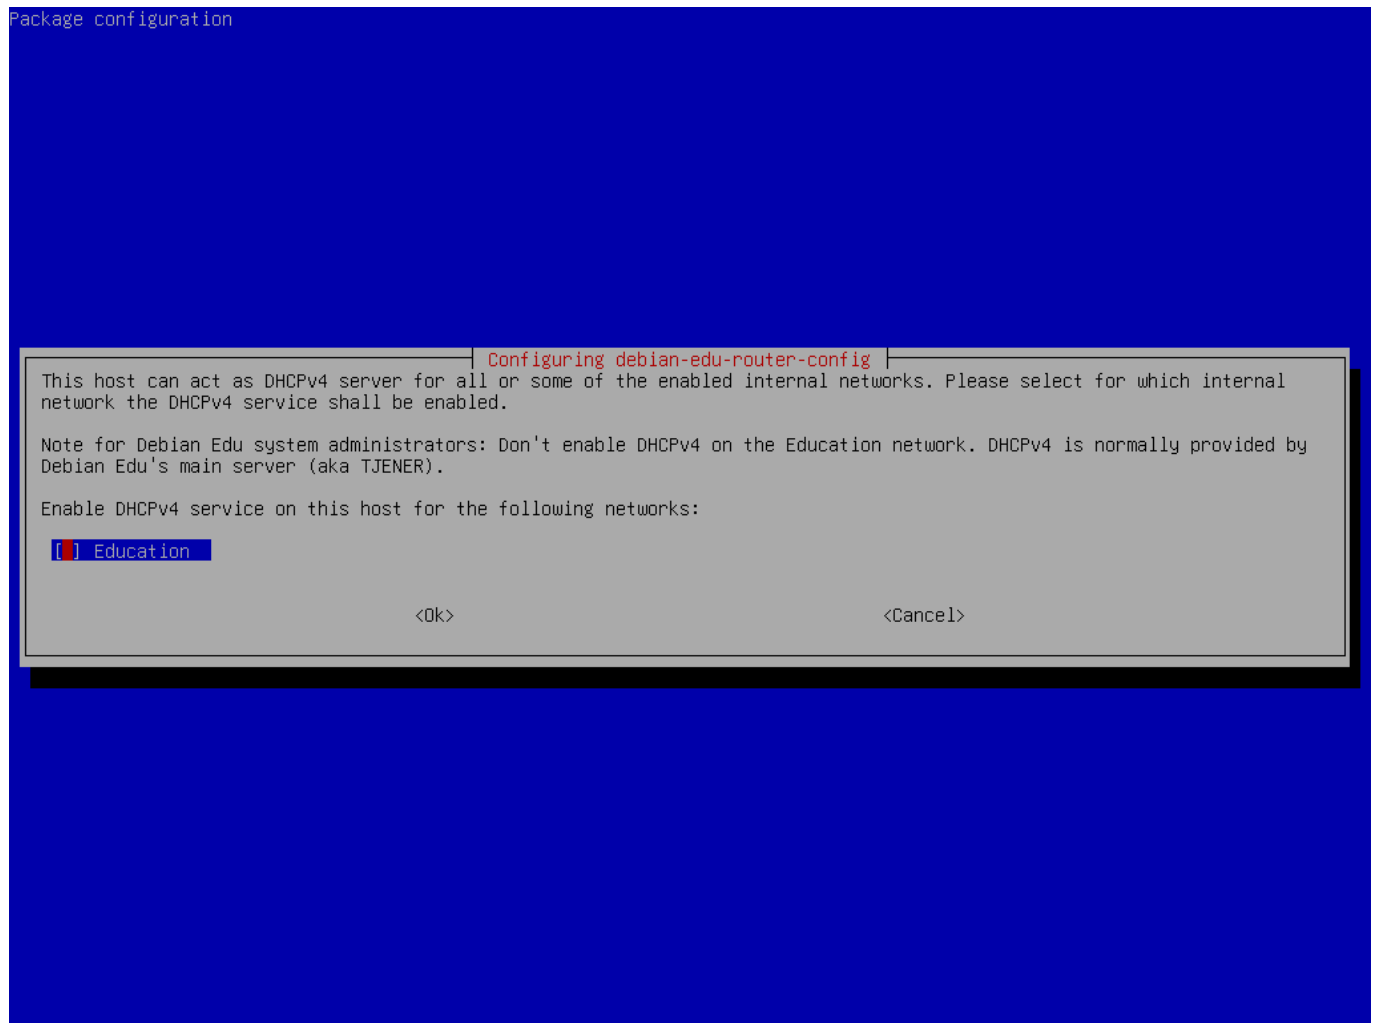 Package configuration
Configuring debian-edu-router-config
This host can act as DHCPv4 server for all or some of the enabled internal networks. Please select for which internal
network the DHCPv4 service shall be enabled.
Note for Debian Edu system administrators: Don't enable DHCPv4 on the Education network. DHCPv4 is normally provided by
Debian Edu's main server (aka TJENER).
Enable DHCPv4 service on this host for the following networks:
[ ] Education
<Ok> <Cancel>